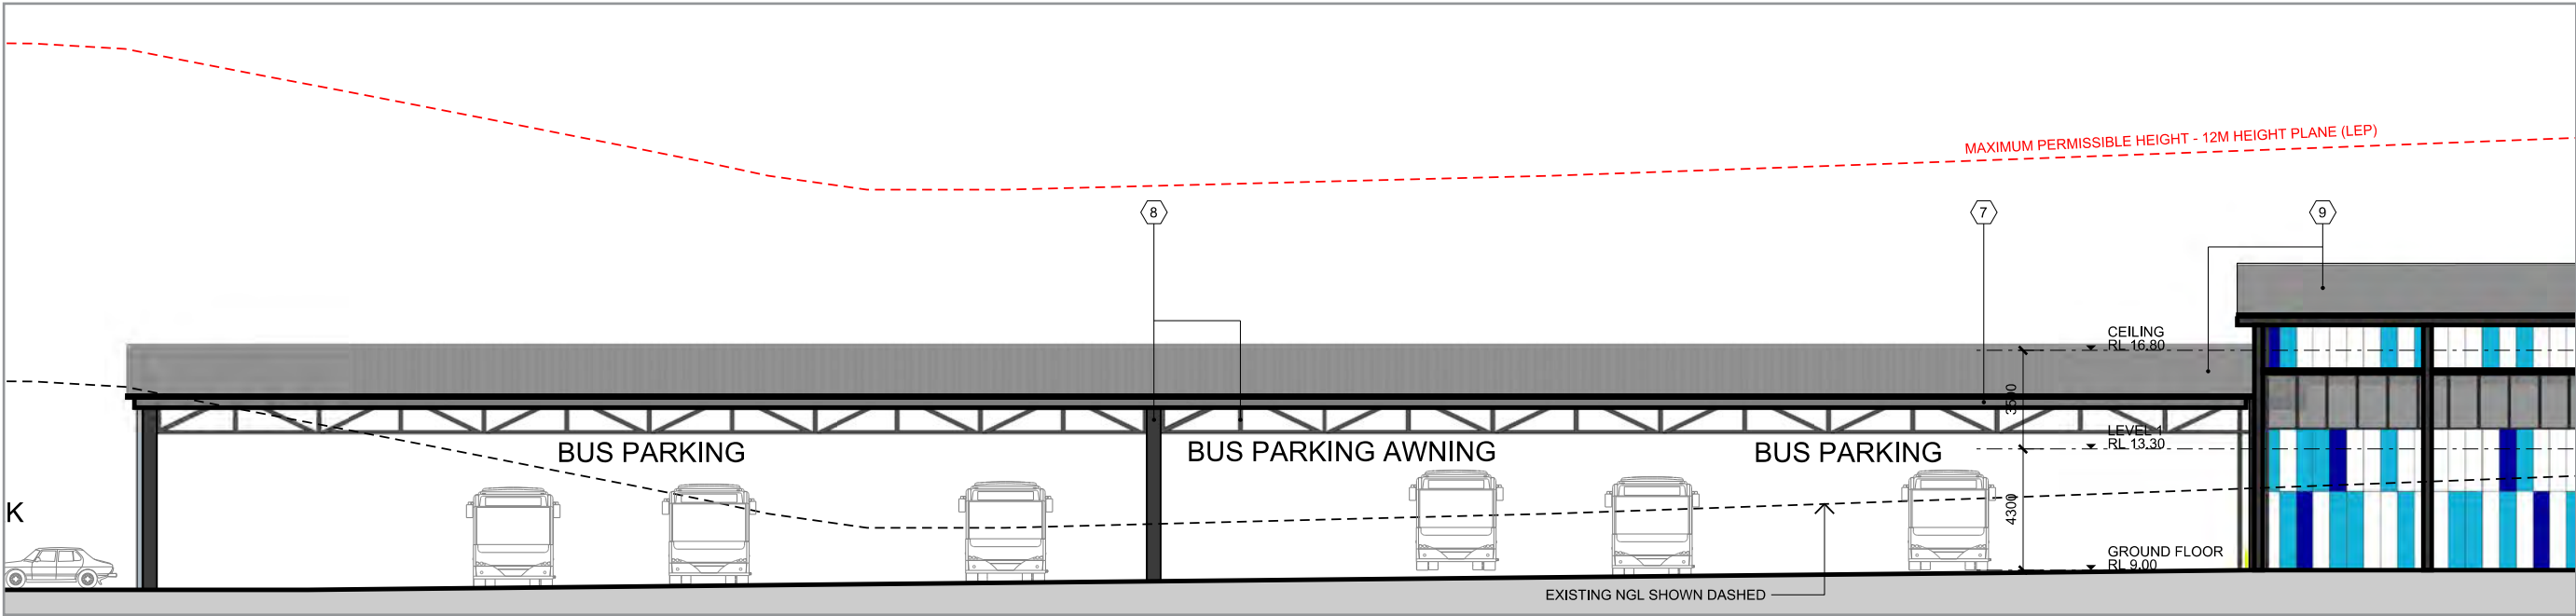 MAXIMUM PERMISSIBLE HEIGHT - 12M HEIGHT PLANE (LEP)
8
7
9
CEILING
RL 16.80
3500
BUS PARKING
BUS PARKING AWNING
BUS PARKING
LEVEL 1
RL 13.30
K
4300
GROUND FLOOR
RL 9.00
EXISTING NGL SHOWN DASHED